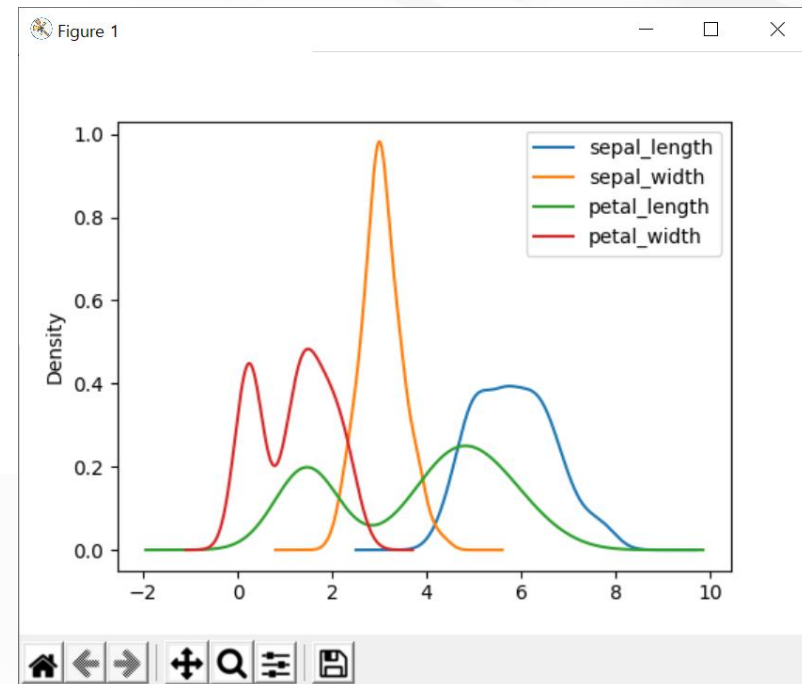 Figure 1
1.0
0.8
0.6
0.4
0.2
0.0
Density
sepal_length
sepal_width
petal_length
petal_width
−2 0 2 4 6 8 10